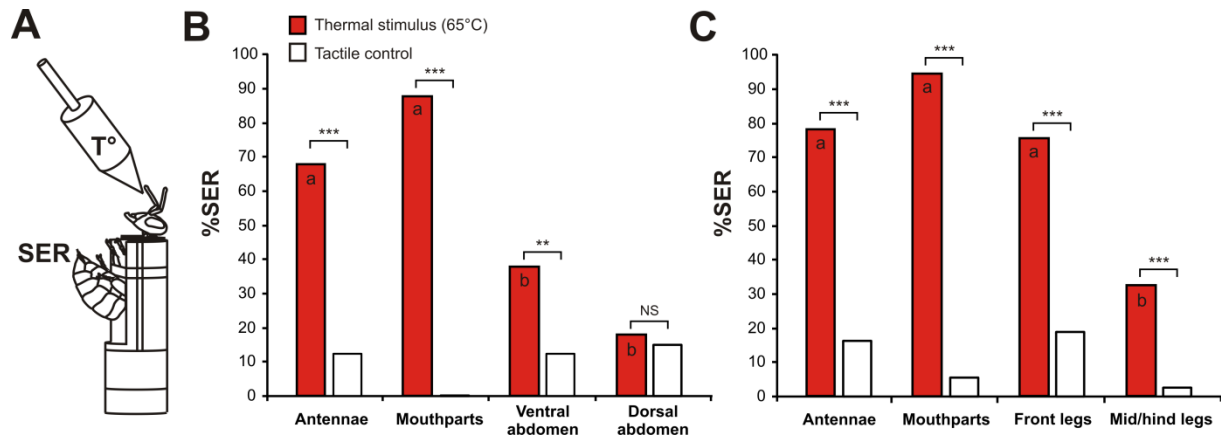 A
T°
SER
B
Thermal stimulus (65°C)
Tactile control
%SER
100
90
80
70
60
50
40
30
20
10
0
***
a
***
a
**
b
NS
b
Antennae
Mouthparts
Ventral
abdomen
Dorsal
abdomen
C
%SER
100
90
80
70
60
50
40
30
20
10
0
***
a
***
a
***
a
***
b
Antennae
Mouthparts
Front legs
Mid/hind legs